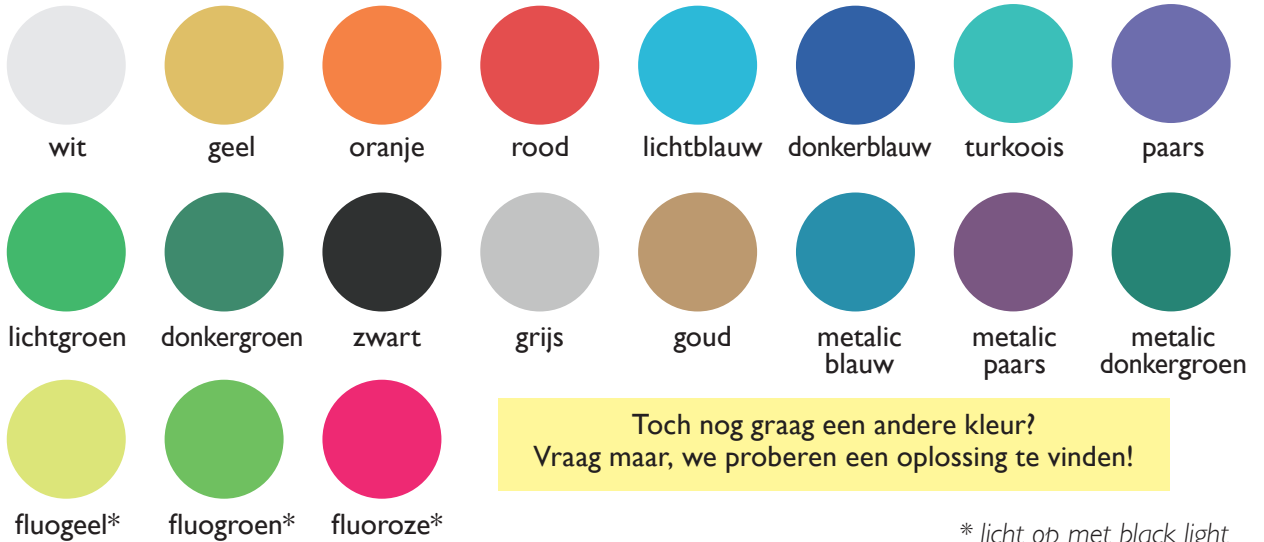 wit geel oranje rood lichtblauw donkerblauw turkoois paars
lichtgroen donkergroen zwart grijs goud metalic blauw metalic paars metalic donkergroen
fluogeel* fluogroen* fluoroze*
Toch nog graag een andere kleur?
Vraag maar, we proberen een oplossing te vinden!
* licht op met black light